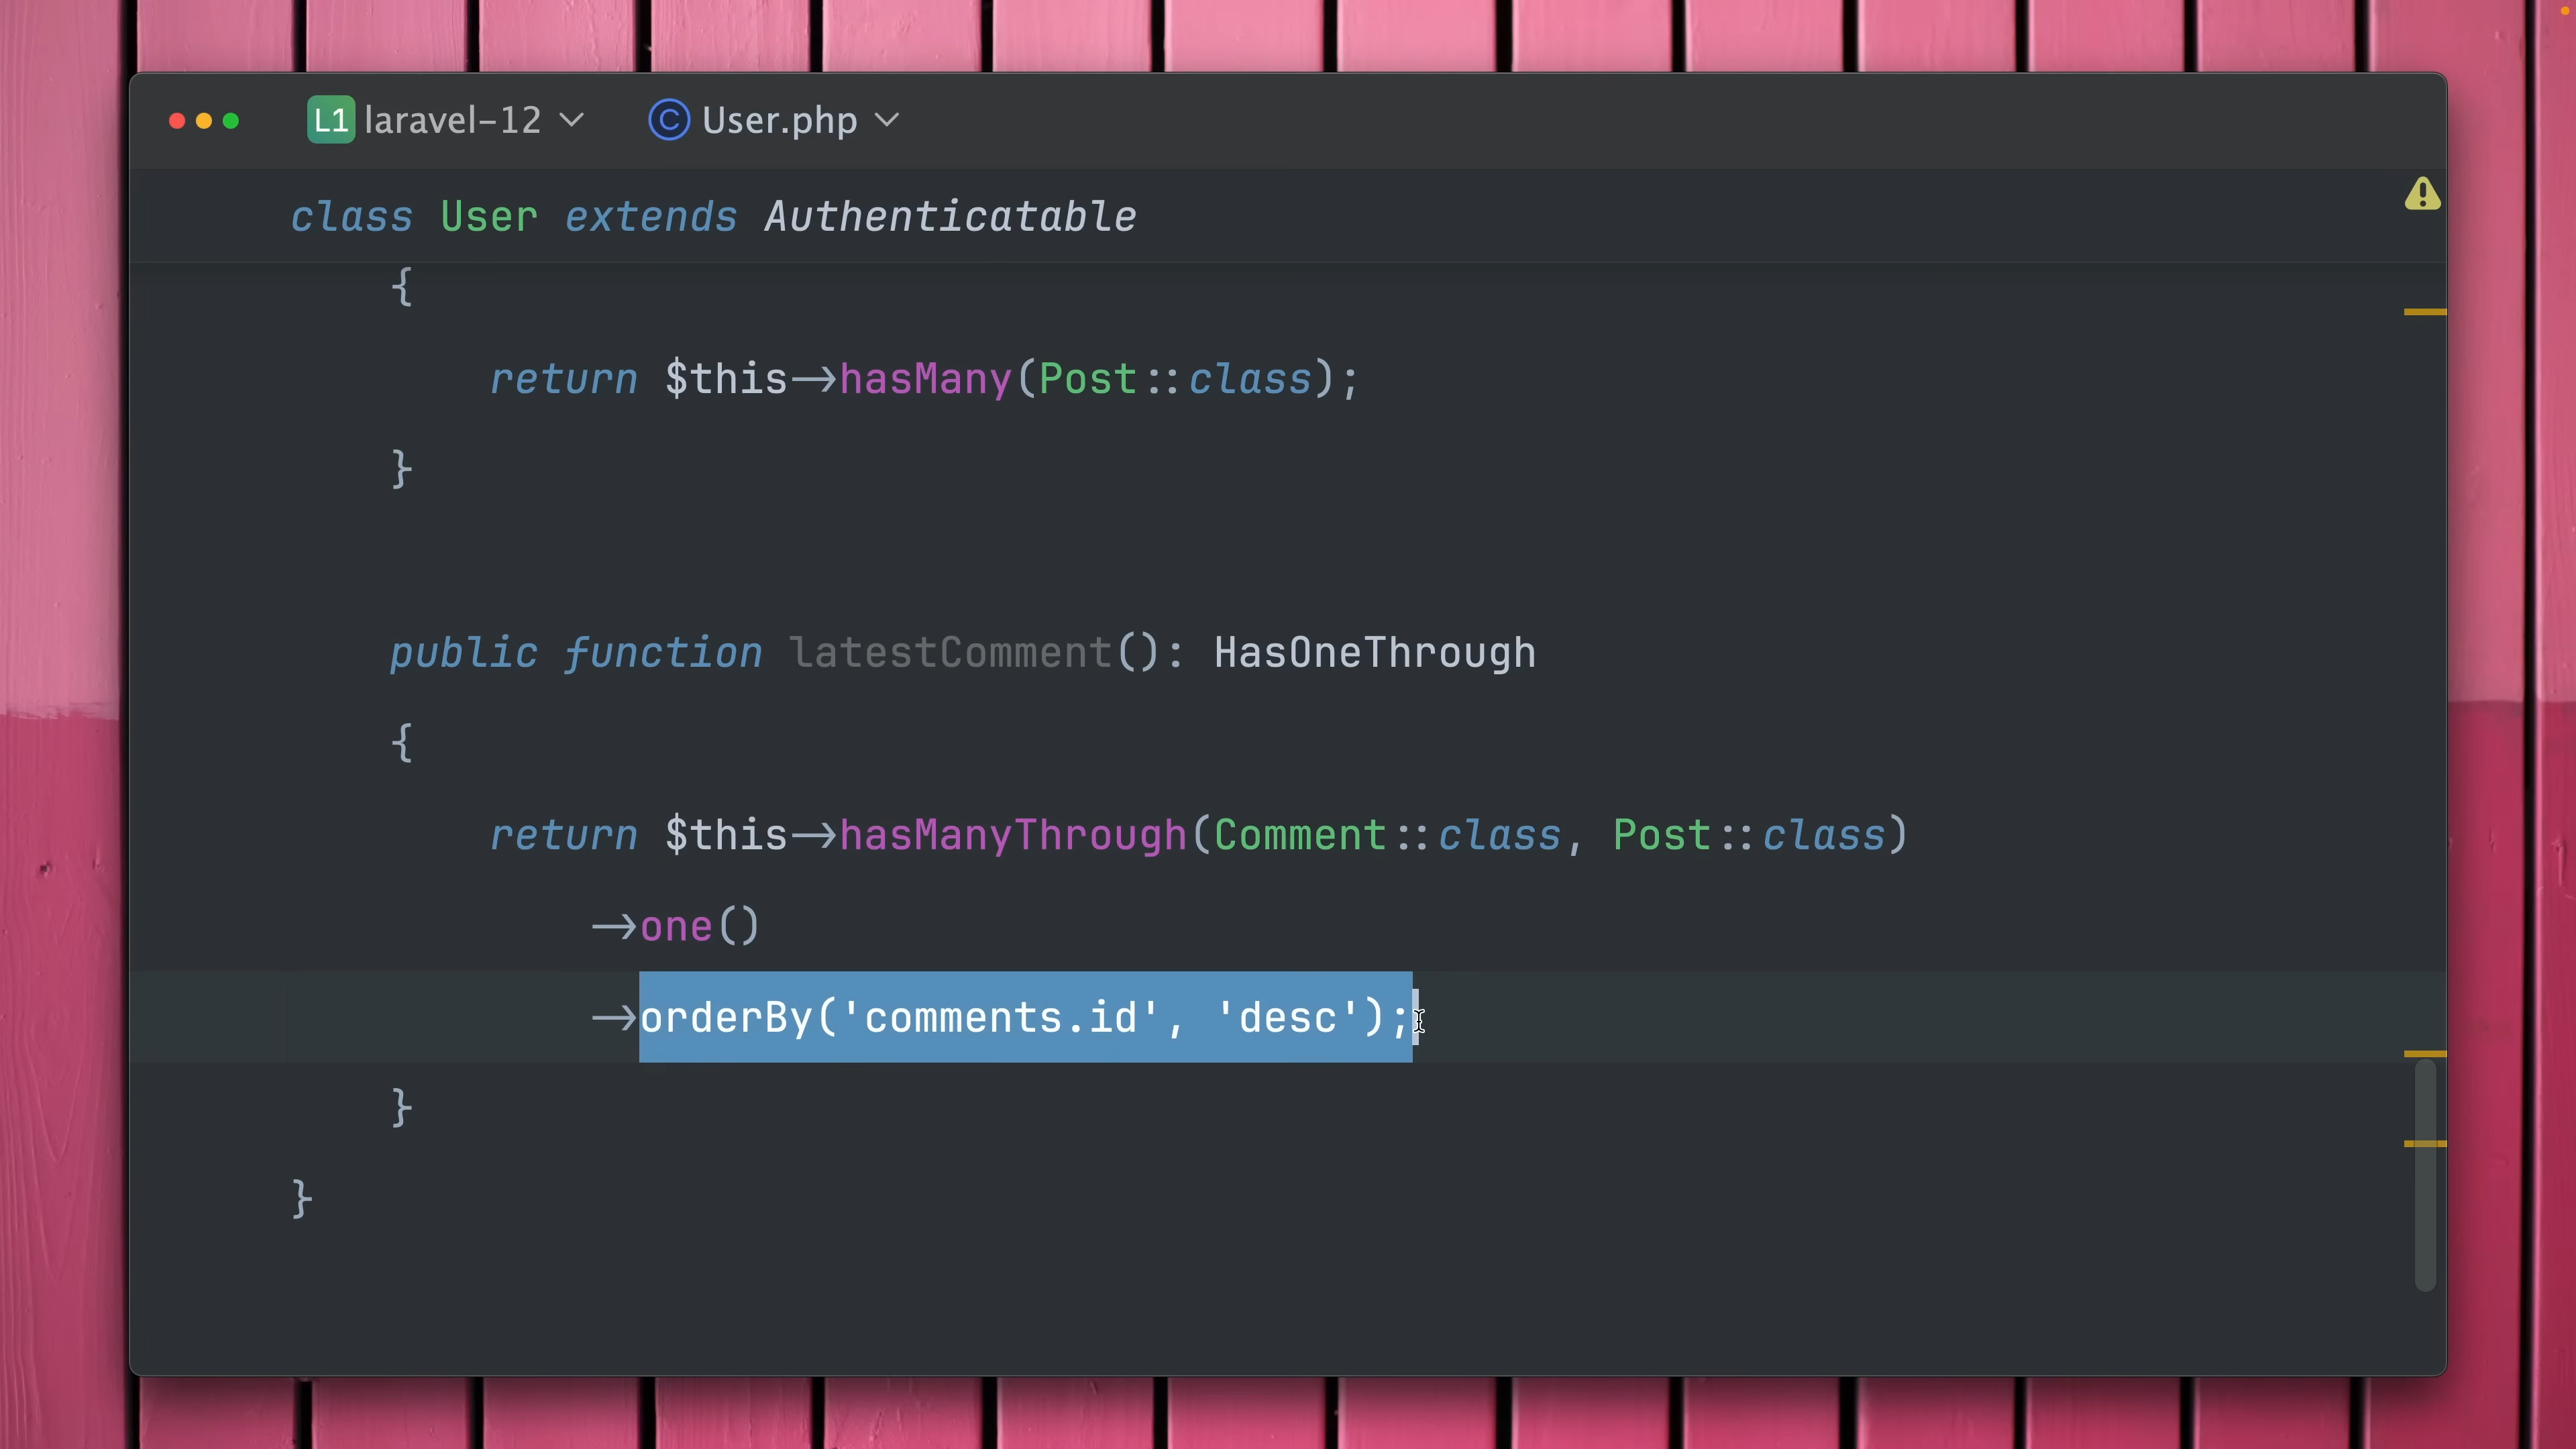 L1 laravel-12 C User.php
class User extends Authenticatable
{
return $this->hasMany(Post::class);
}
public function latestComment(): HasOneThrough
{
return $this->hasManyThrough(Comment::class, Post::class)
->one()
->orderBy('comments.id', 'desc');
}
}